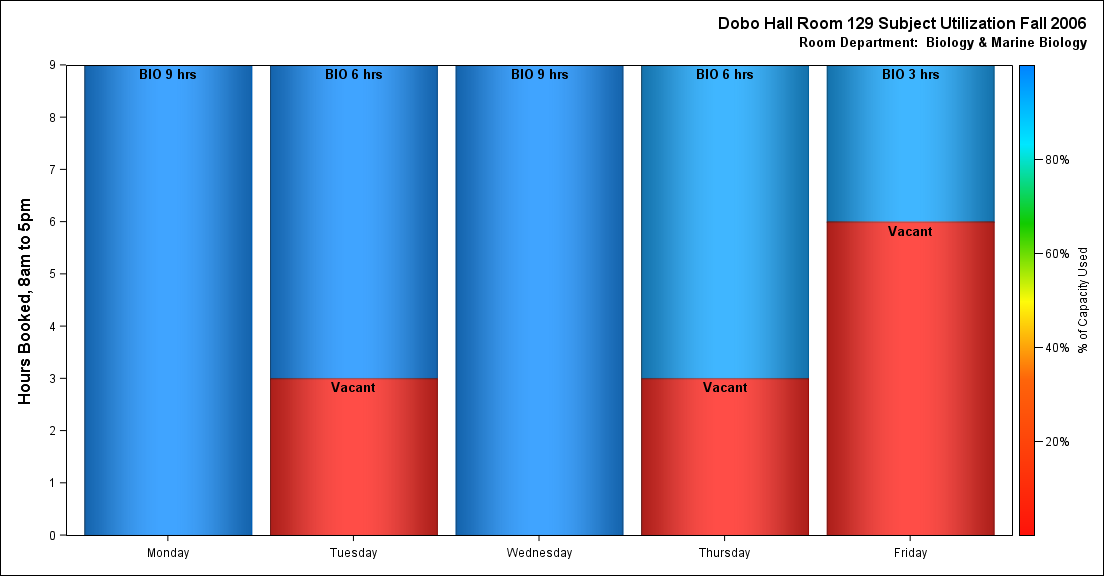 Dobo Hall Room 129 Subject Utilization Fall 2006
Room Department:  Biology & Marine Biology
Hours Booked, 8am to 5pm
9
8
7
6
5
4
3
2
1
0
BIO 9 hrs
BIO 6 hrs
BIO 9 hrs
BIO 6 hrs
BIO 3 hrs
Vacant
Vacant
Vacant
Monday
Tuesday
Wednesday
Thursday
Friday
80%
60%
40%
20%
% of Capacity Used